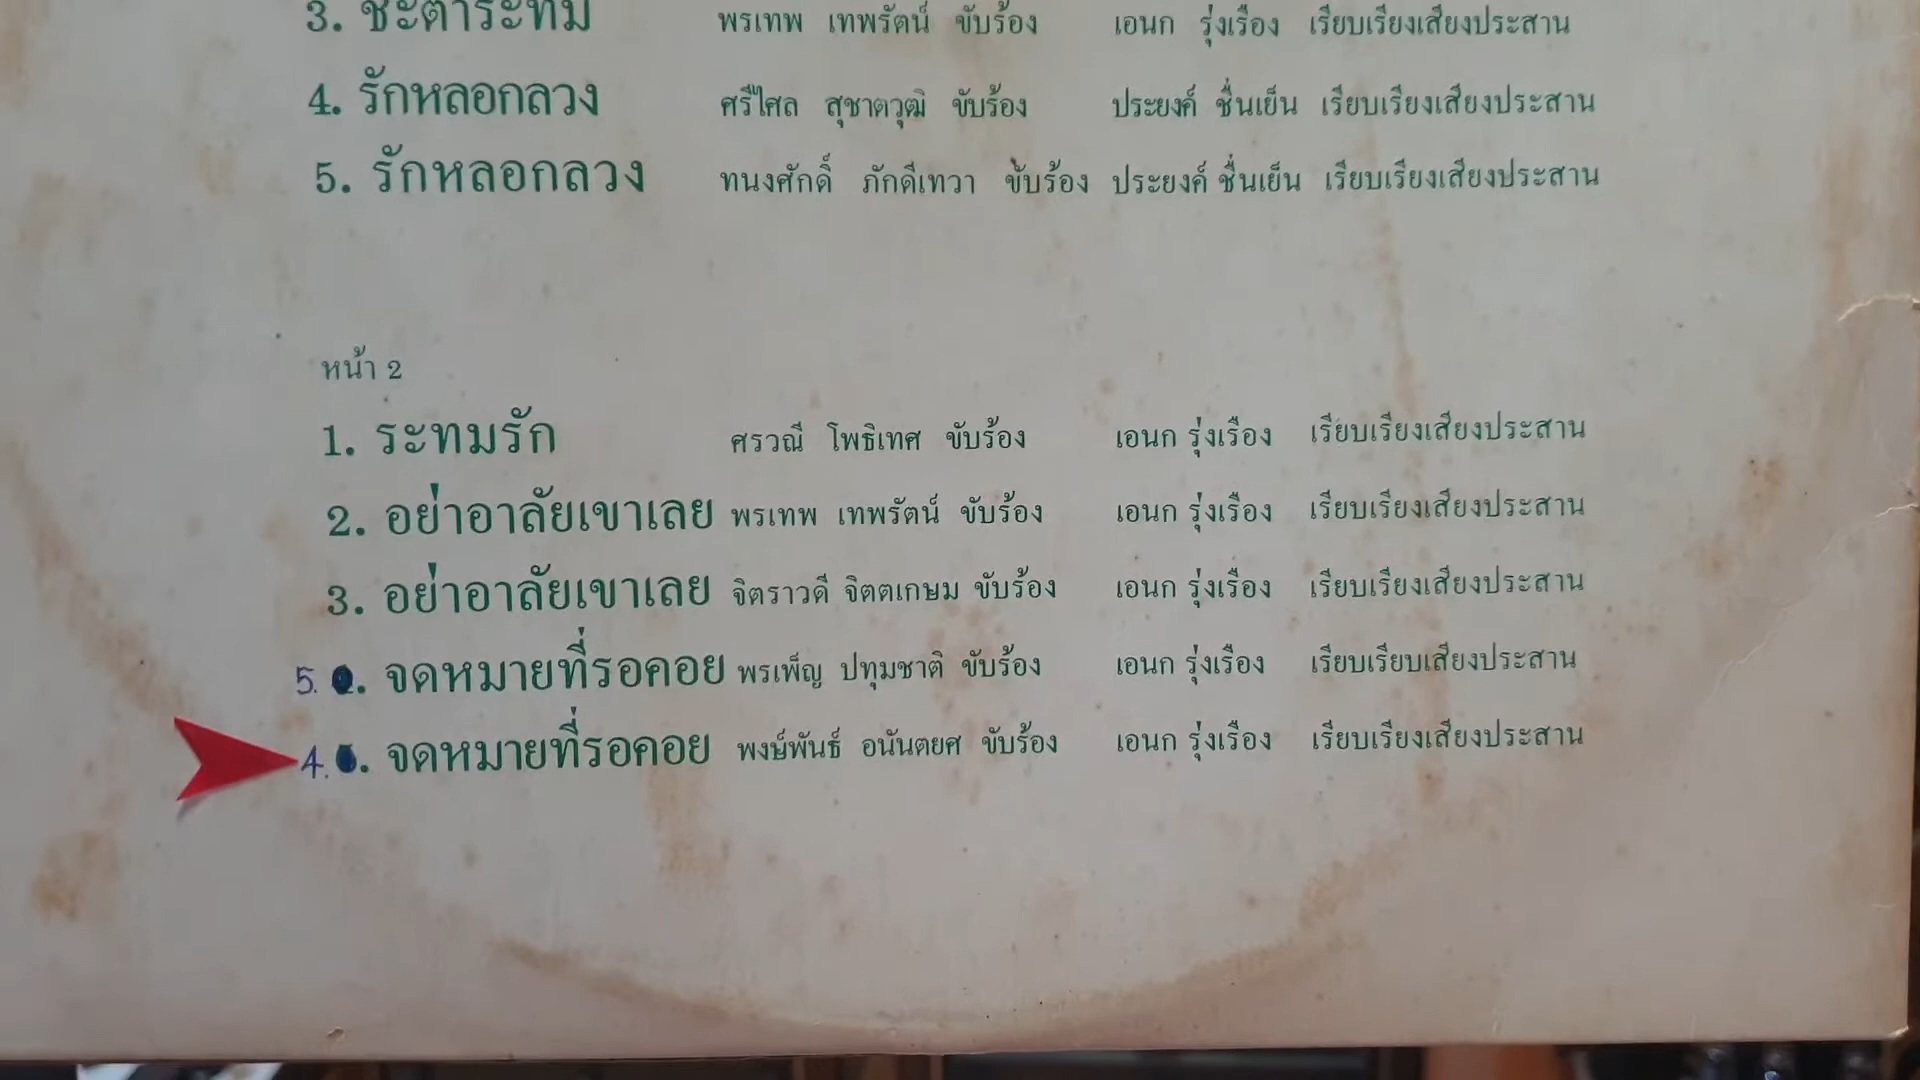 3. ชะตาระทม พรเทพ เทพรัตน์ ขับร้อง เอนก รุ่งเรือง เรียบเรียงเสียงประสาน
4. รักหลอกลวง ศรีไศล สุชาตวุฒิ ขับร้อง ประยงค์ ชื่นเย็น เรียบเรียงเสียงประสาน
5. รักหลอกลวง ทนงศักดิ์ ภักดีเทวา ขับร้อง ประยงค์ ชื่นเย็น เรียบเรียงเสียงประสาน
หน้า 2
1. ระทมรัก ศรวณี โพธิเทศ ขับร้อง เอนก รุ่งเรือง เรียบเรียงเสียงประสาน
2. อย่าอาลัยเขาเลย พรเทพ เทพรัตน์ ขับร้อง เอนก รุ่งเรือง เรียบเรียงเสียงประสาน
3. อย่าอาลัยเขาเลย จิตราวดี จิตตเกษม ขับร้อง เอนก รุ่งเรือง เรียบเรียงเสียงประสาน
5. จดหมายที่รอคอย พรเพ็ญ ปทุมชาติ ขับร้อง เอนก รุ่งเรือง เรียบเรียบเสียงประสาน
4. จดหมายที่รอคอย พงษ์พันธ์ อนันตยศ ขับร้อง เอนก รุ่งเรือง เรียบเรียงเสียงประสาน